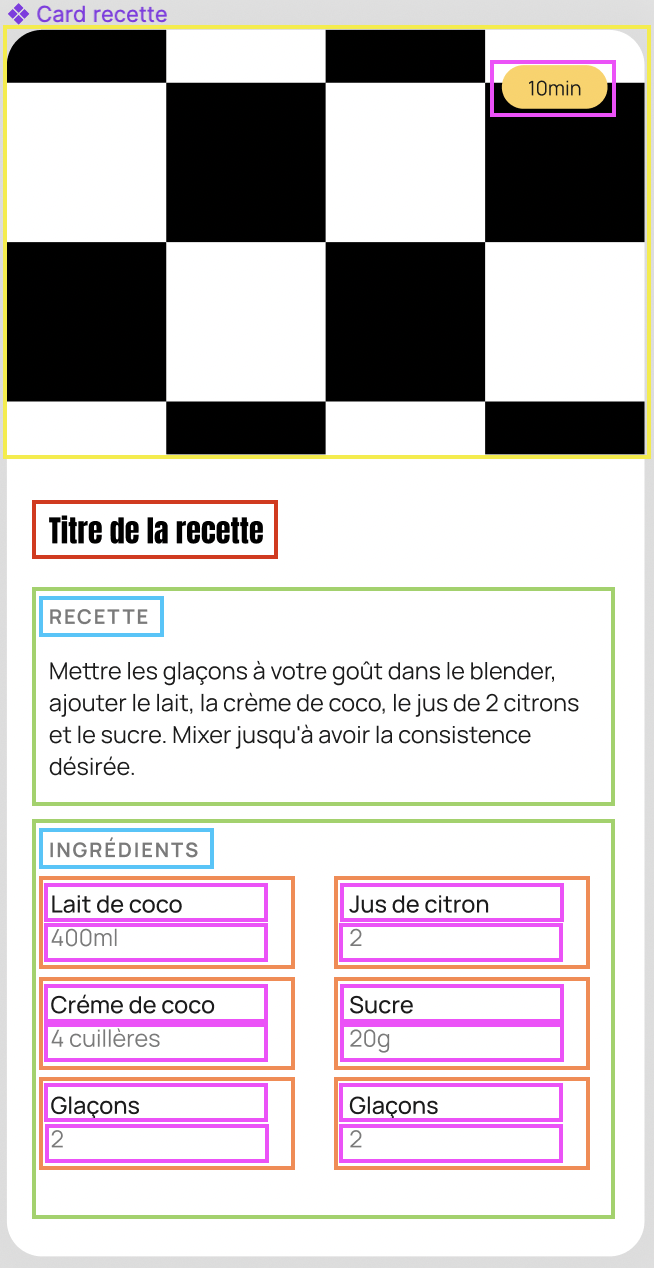 Card recette
10min
Titre de la recette
RECETTE
Mettre les glaçons à votre goût dans le blender,
ajouter le lait, la crème de coco, le jus de 2 citrons
et le sucre. Mixer jusqu'à avoir la consistence
désirée.
INGRÉDIENTS
Lait de coco
400ml
Jus de citron
2
Créme de coco
4 cuillères
Sucre
20g
Glaçons
2
Glaçons
2